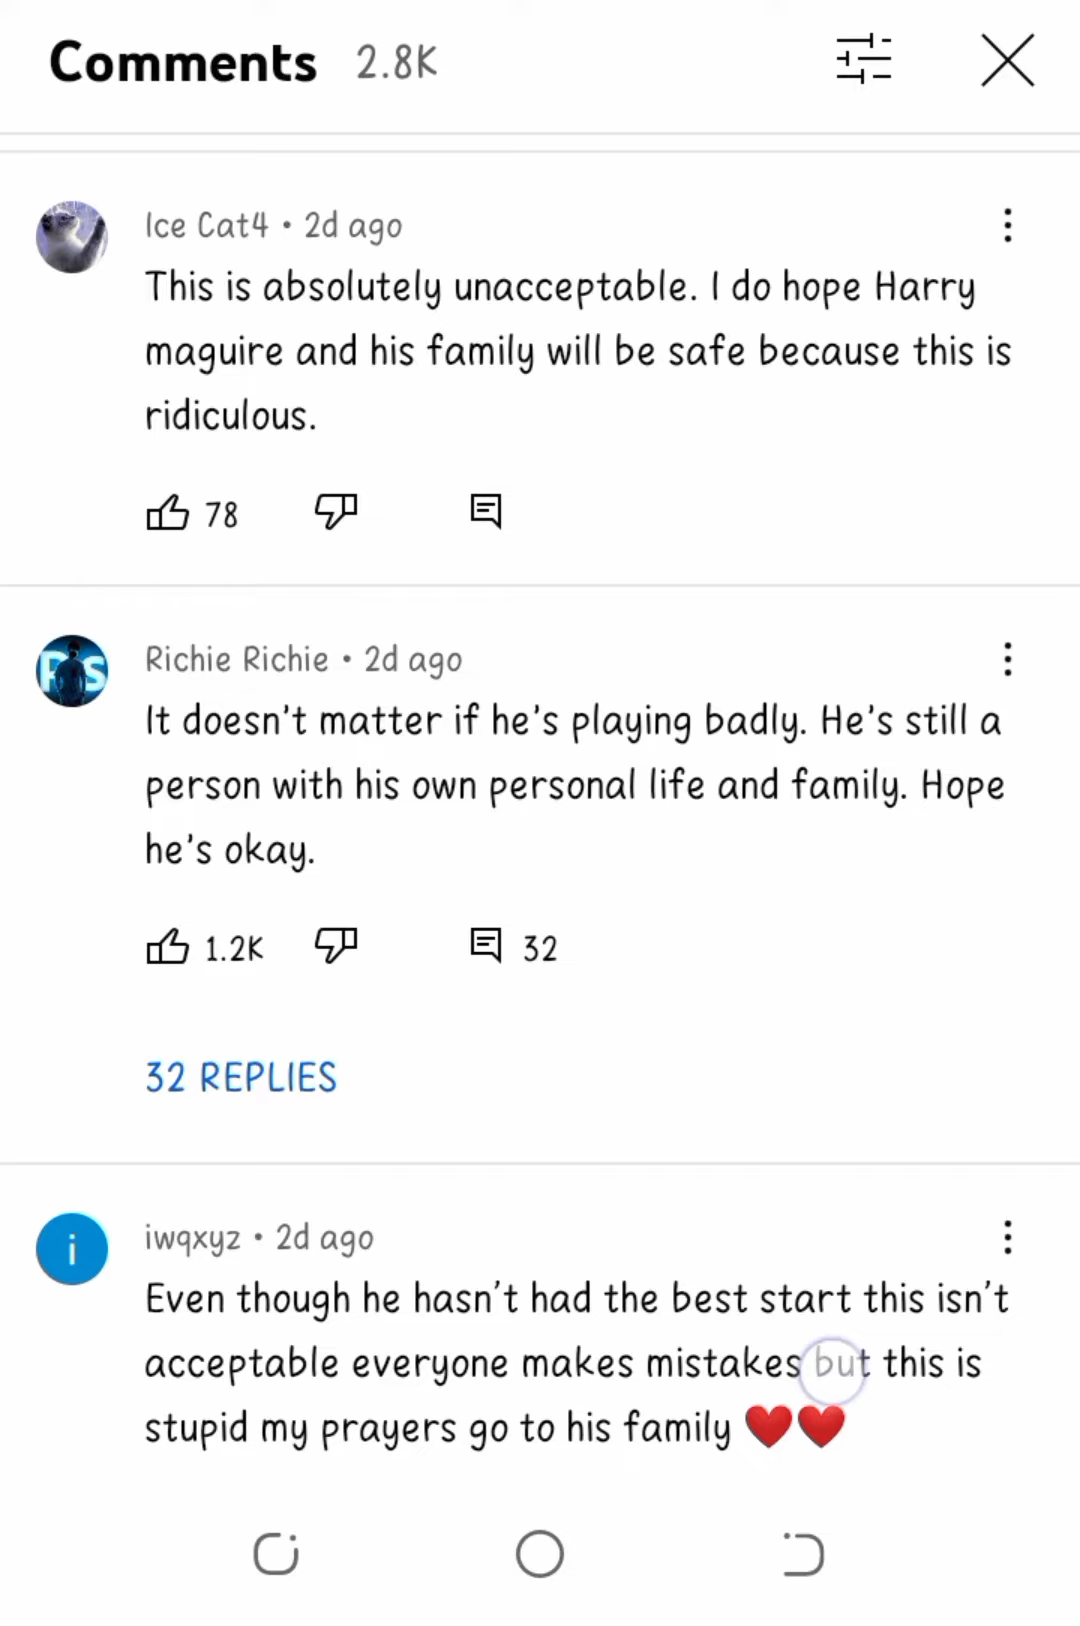 Comments 2.8K
Ice Cat4 • 2d ago
This is absolutely unacceptable. I do hope Harry
maguire and his family will be safe because this is
ridiculous.
78
Richie Richie • 2d ago
It doesn't matter if he's playing badly. He's still a
person with his own personal life and family. Hope
he's okay.
1.2K 32
32 REPLIES
i
iwqxyz • 2d ago
Even though he hasn't had the best start this isn't
acceptable everyone makes mistakes but this is
stupid my prayers go to his family ❤️❤️